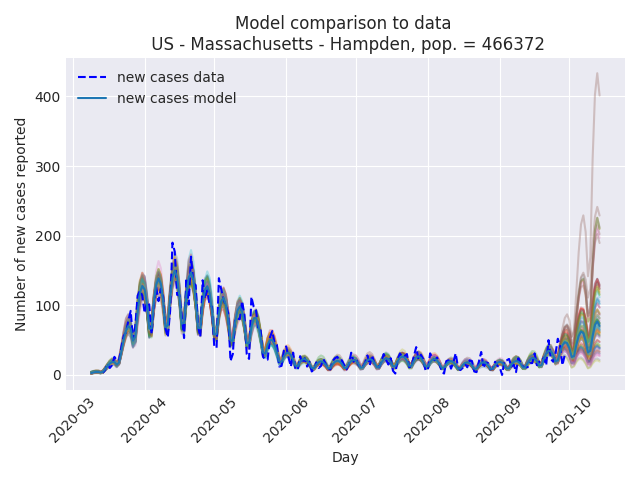 Model comparison to data
US - Massachusetts - Hampden, pop. = 466372
new cases data
new cases model
Number of new cases reported
400
300
200
100
0
2020-03
2020-04
2020-05
2020-06
2020-07
2020-08
2020-09
2020-10
Day